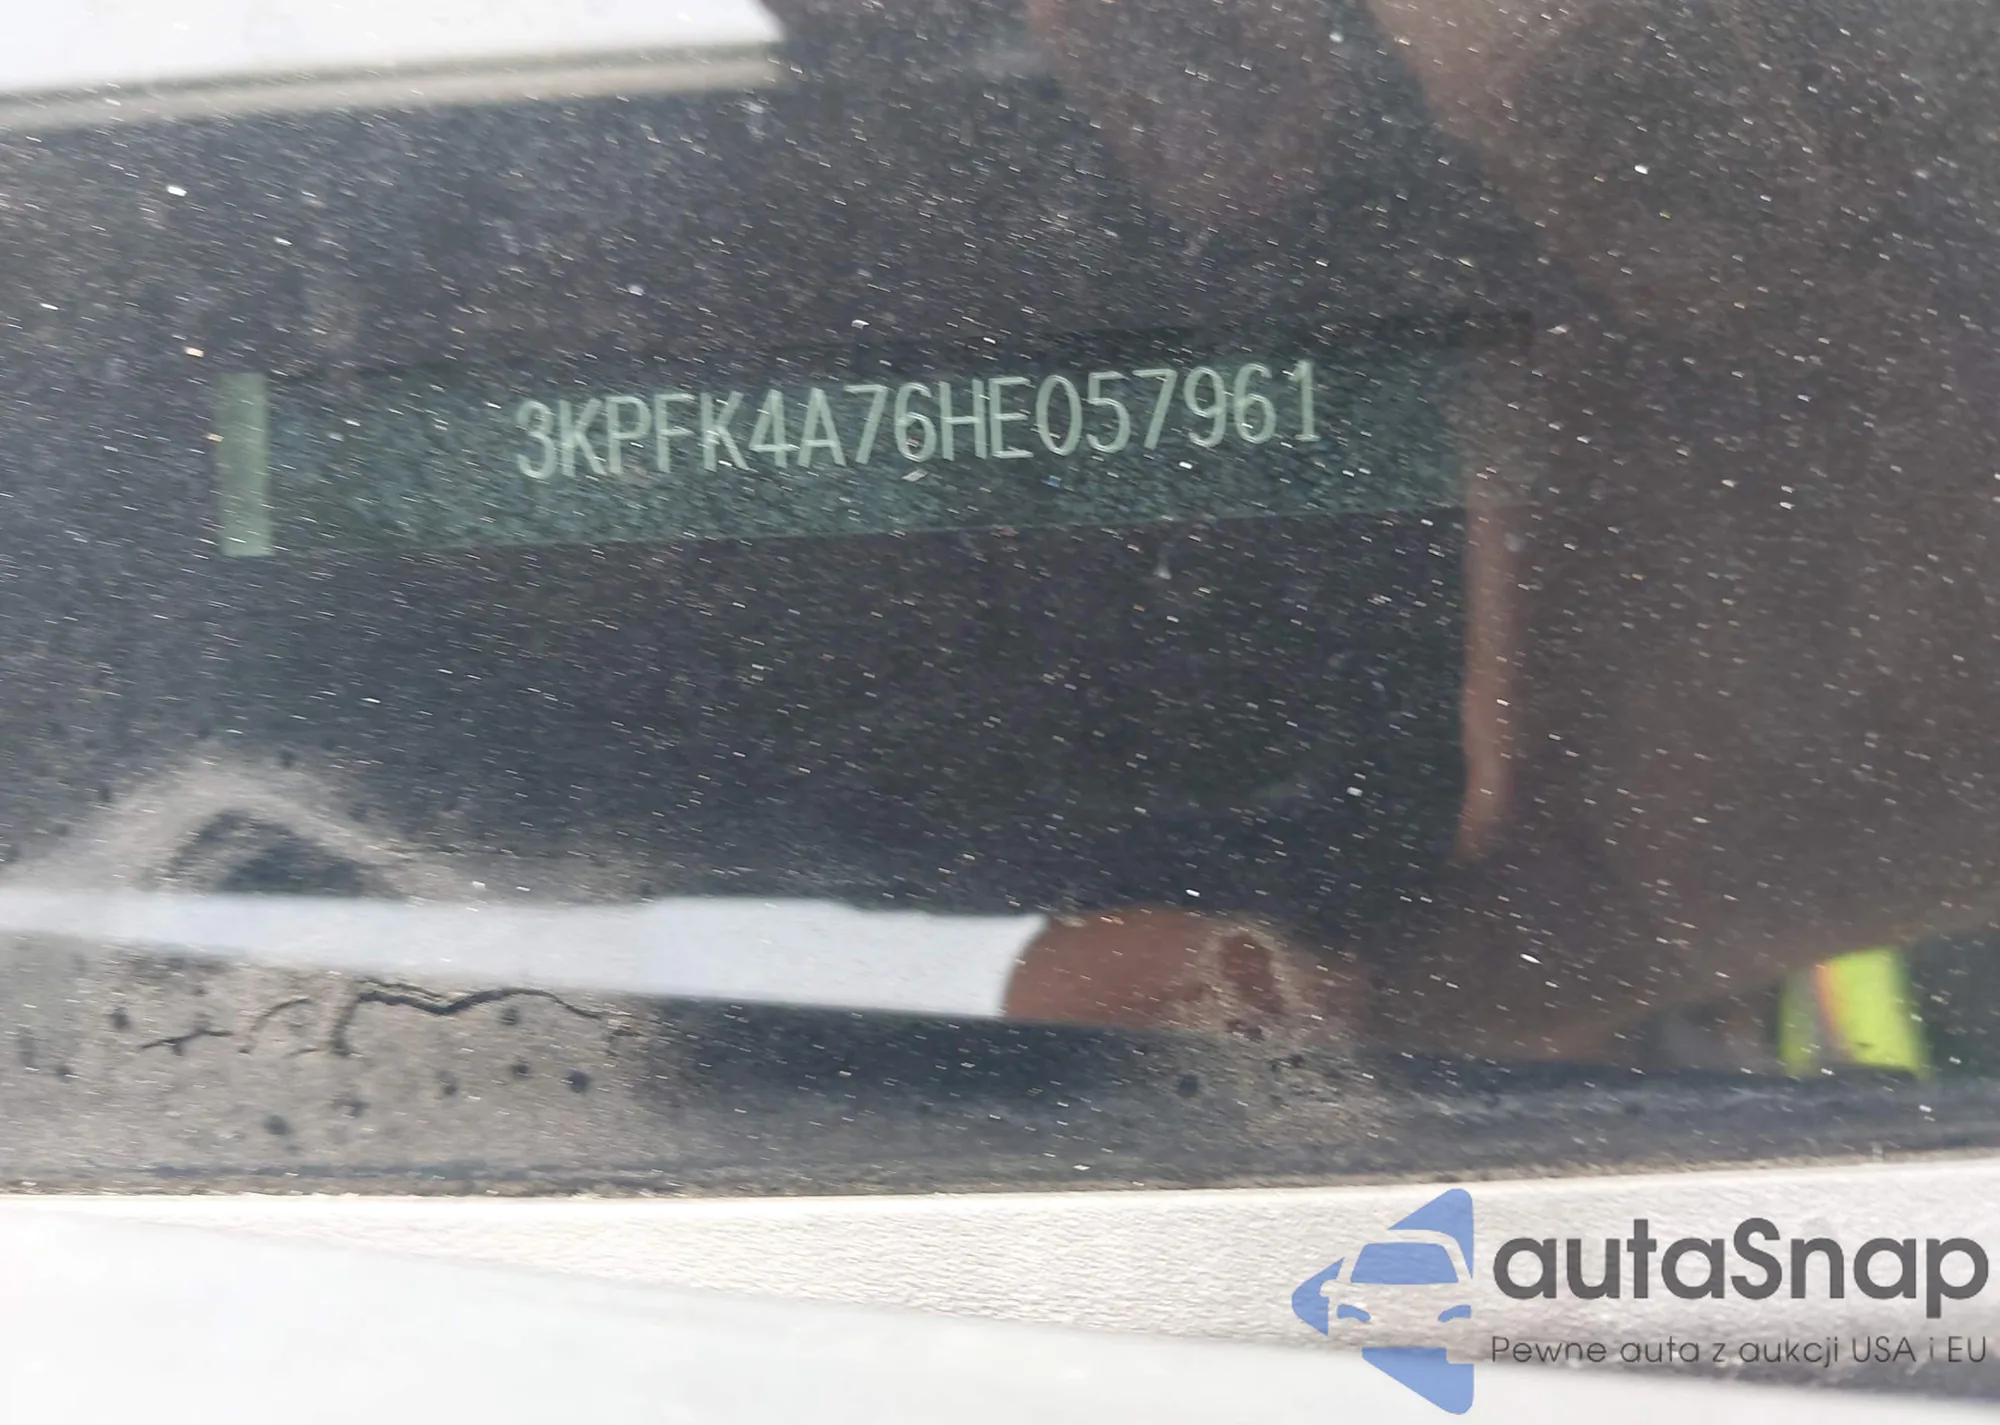 3KPFK4A76HE057961
autaSnap
Pewne auta z aukcji USA i EU